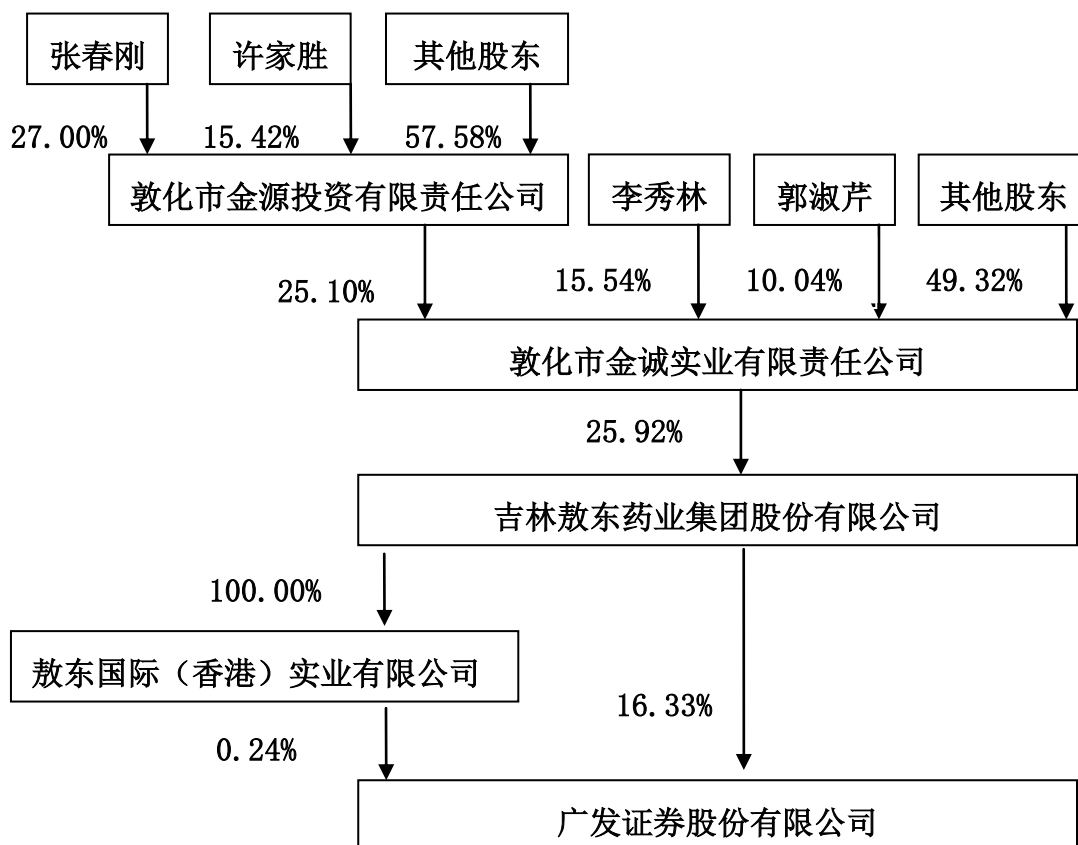 张春刚
许家胜
其他股东
27.00%
15.42%
57.58%
敦化市金源投资有限责任公司
李秀林
郭淑芹
其他股东
25.10%
15.54%
10.04%
49.32%
敦化市金诚实业有限责任公司
25.92%
吉林敖东药业集团股份有限公司
100.00%
敖东国际（香港）实业有限公司
16.33%
0.24%
广发证券股份有限公司